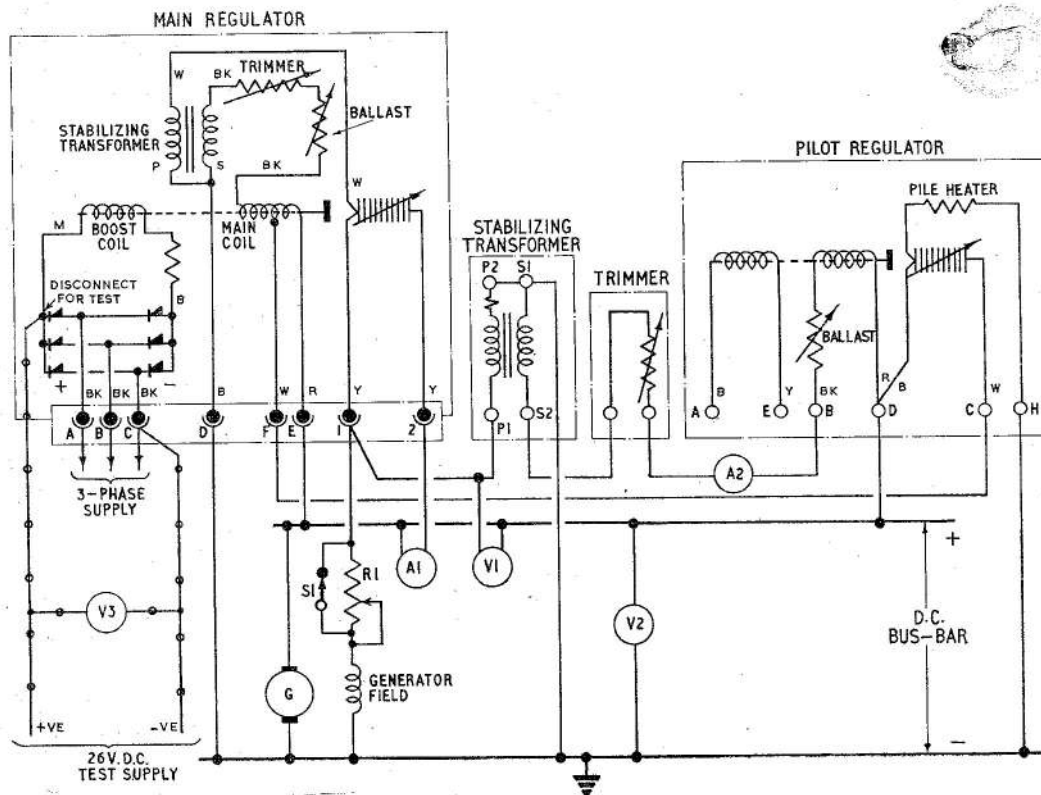 MAIN REGULATOR
W
BK
TRIMMER
BALLAST
STABILIZING
TRANSFORMER
P
S
BK
W
M
BOOST
COIL
MAIN
COIL
DISCONNECT
FOR TEST
B
+
-
BK
BK
BK
B
W
R
Y
Y
A
B
C
D
F
E
1
2
3-PHASE
SUPPLY
STABILIZING
TRANSFORMER
P2
S1
P1
S2
TRIMMER
PILOT REGULATOR
PILE HEATER
BALLAST
B
Y
BK
R
B
W
A
E
B
D
C
H
A2
A1
V1
V2
V3
S1
R1
G
GENERATOR
FIELD
+
D.C.
BUS-BAR
-
+VE
-VE
26V. D.C.
TEST SUPPLY